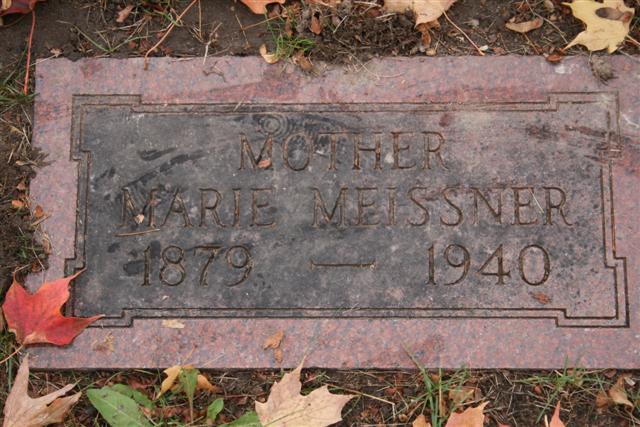 MOTHER
MARIE MEISSNER
1879 — 1940